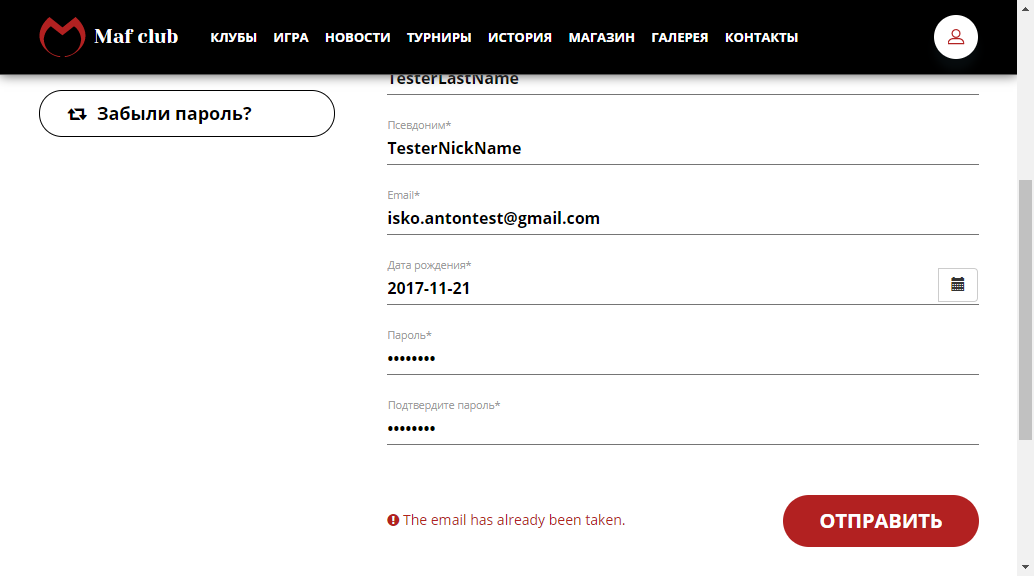 Maf club
КЛУБЫ ИГРА НОВОСТИ ТУРНИРЫ ИСТОРИЯ МАГАЗИН ГАЛЕРЕЯ КОНТАКТЫ
TesterLastName
Забыли пароль?
Псевдоним*
TesterNickName
Email*
isko.antontest@gmail.com
Дата рождения*
2017-11-21
Пароль*
••••••••
Подтвердите пароль*
••••••••
The email has already been taken.
ОТПРАВИТЬ